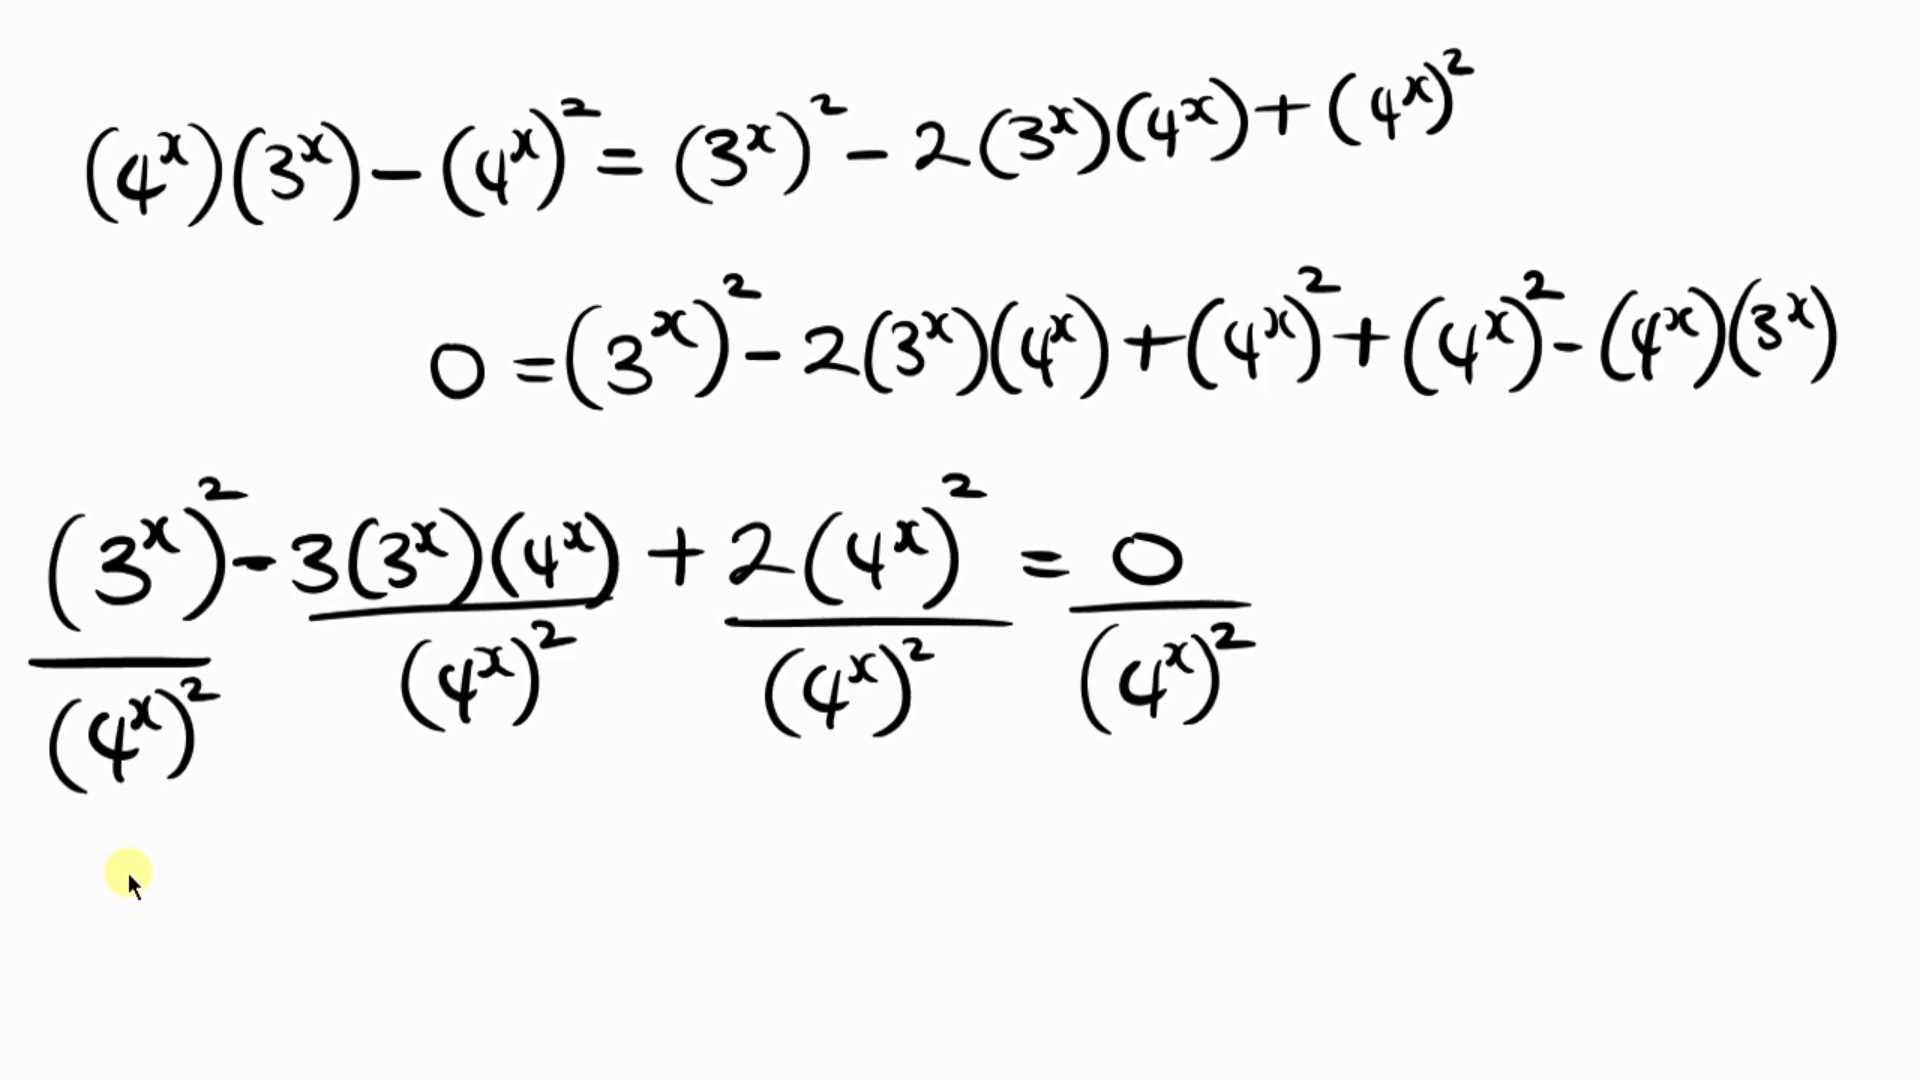 (4^x)(3^x) - (4^x)^2 = (3^x)^2 - 2(3^x)(4^x) + (4^x)^2
0 = (3^x)^2 - 2(3^x)(4^x) + (4^x)^2 + (4^x)^2 - (4^x)(3^x)
(3^x)^2/(4^x)^2 - 3(3^x)(4^x)/(4^x)^2 + 2(4^x)^2/(4^x)^2 = 0/(4^x)^2